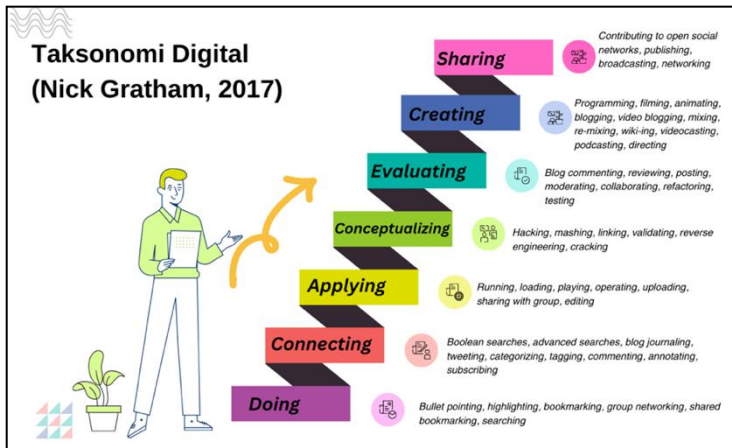 Taksonomi Digital
(Nick Gratham, 2017)
Sharing
Contributing to open social
networks, publishing,
broadcasting, networking
Creating
Programming, filming, animating,
blogging, video blogging, mixing,
re-mixing, wiki-ing, videocasting,
podcasting, directing
Evaluating
Blog commenting, reviewing, posting,
moderating, collaborating, refactoring,
testing
Conceptualizing
Hacking, mashing, linking, validating, reverse
engineering, cracking
Applying
Running, loading, playing, operating, uploading,
sharing with group, editing
Connecting
Boolean searches, advanced searches, blog journaling,
tweeting, categorizing, tagging, commenting, annotating,
subscribing
Doing
Bullet pointing, highlighting, bookmarking, group networking, shared
bookmarking, searching